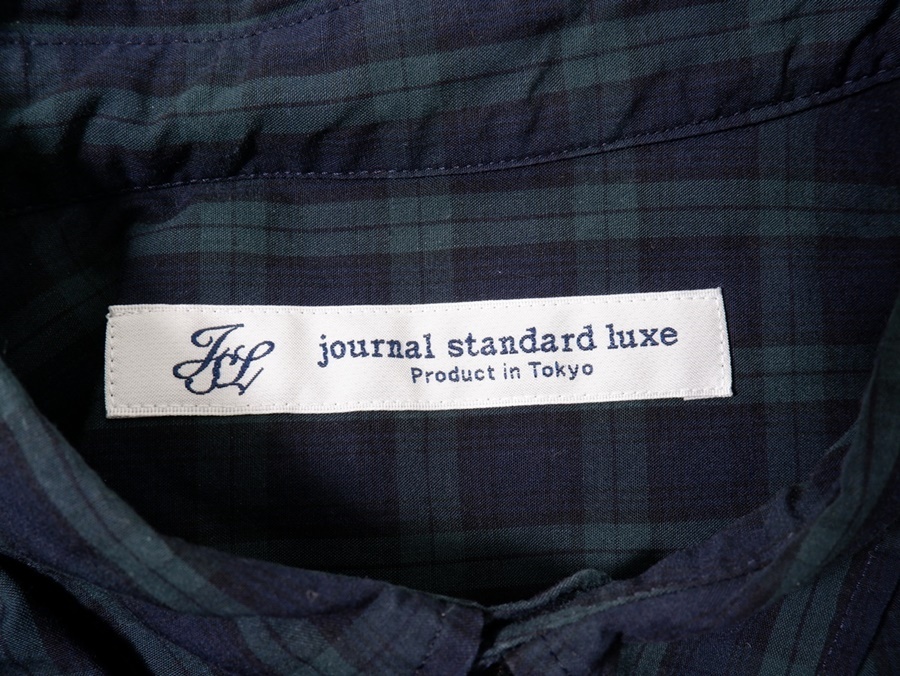 JSL
journal standard luxe
Product in Tokyo